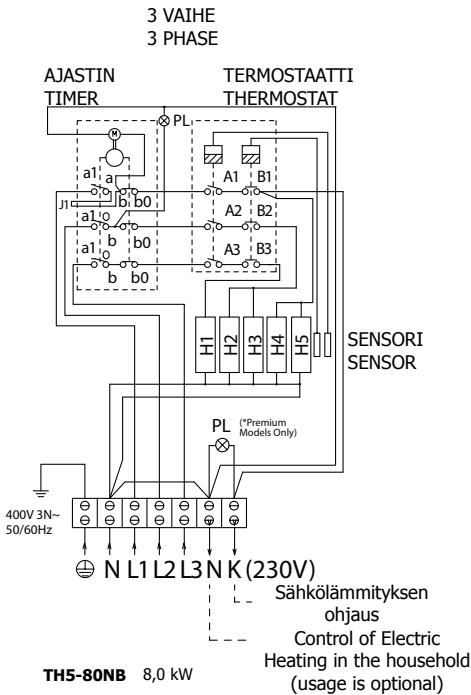 3 VAIHE
3 PHASE
AJASTIN
TIMER
TERMOSTAATTI
THERMOSTAT
M
PL
a1
a
A1
B1
J1
b
b0
a1
0
A2
B2
b
b0
a1
0
A3
B3
b
b0
H1
H2
H3
H4
H5
SENSORI
SENSOR
PL
(*Premium
Models Only)
400V 3N~
50/60Hz
N L1 L2 L3 N K (230V)
Sähkölämmityksen
ohjaus
Control of Electric
Heating in the household
(usage is optional)
TH5-80NB 8,0 kW